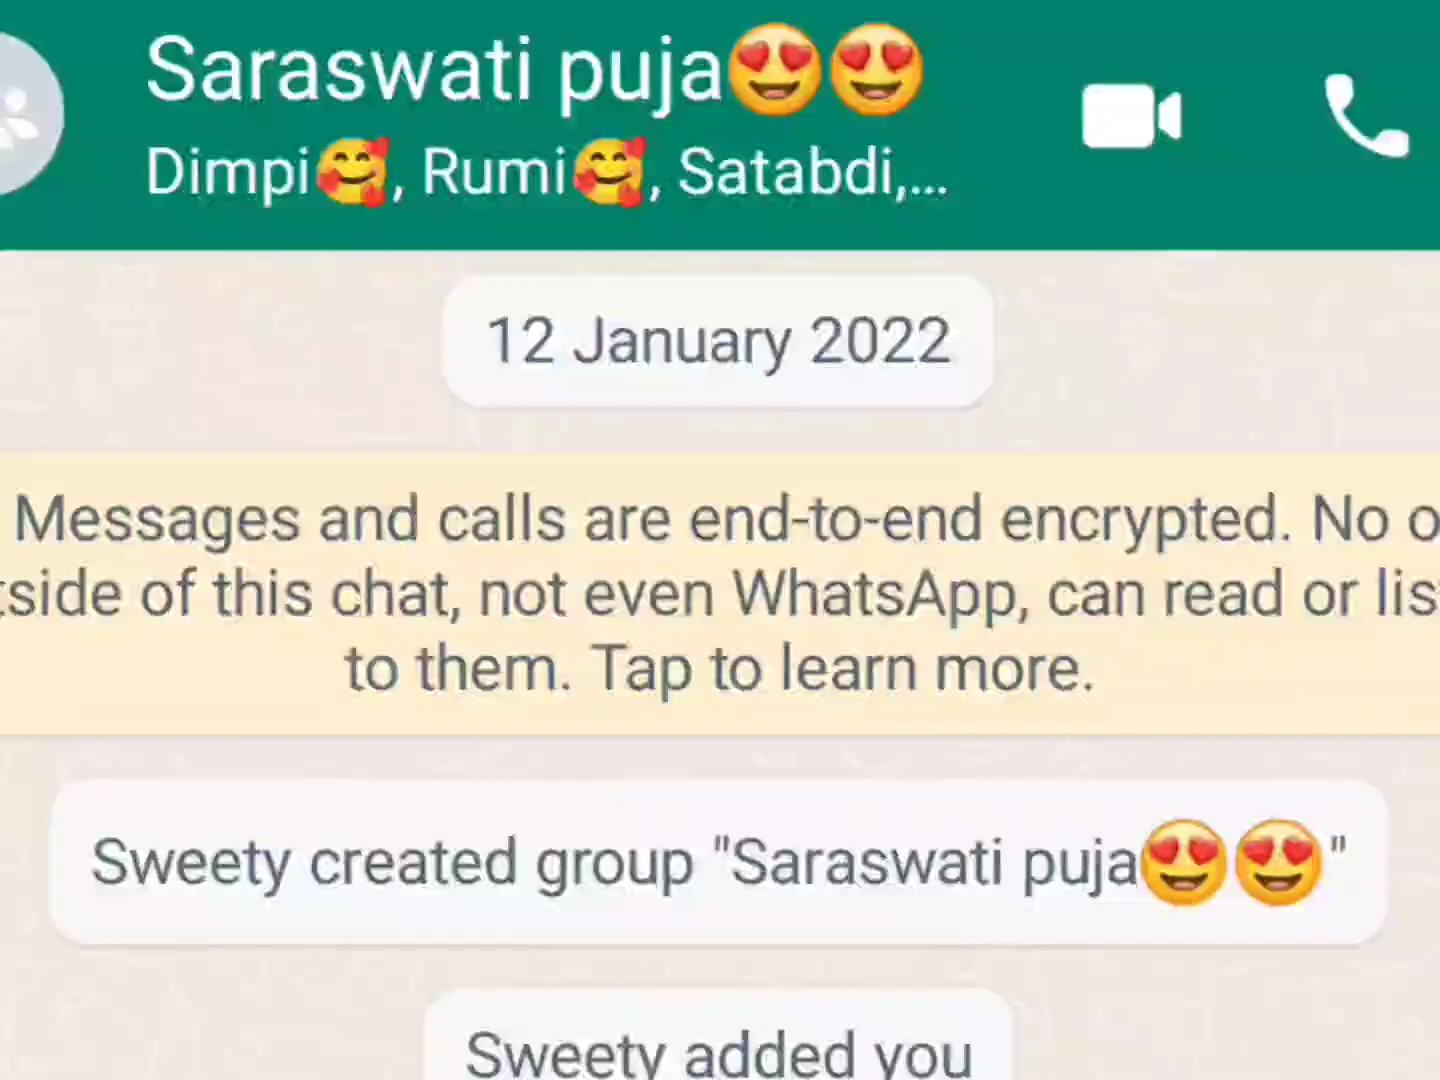 Saraswati puja😍😍
Dimpi🥰, Rumi🥰, Satabdi,...
12 January 2022
Messages and calls are end-to-end encrypted. No
of this chat, not even WhatsApp, can read or
to them. Tap to learn more.
Sweety created group "Saraswati puja😍😍"
Sweety added you